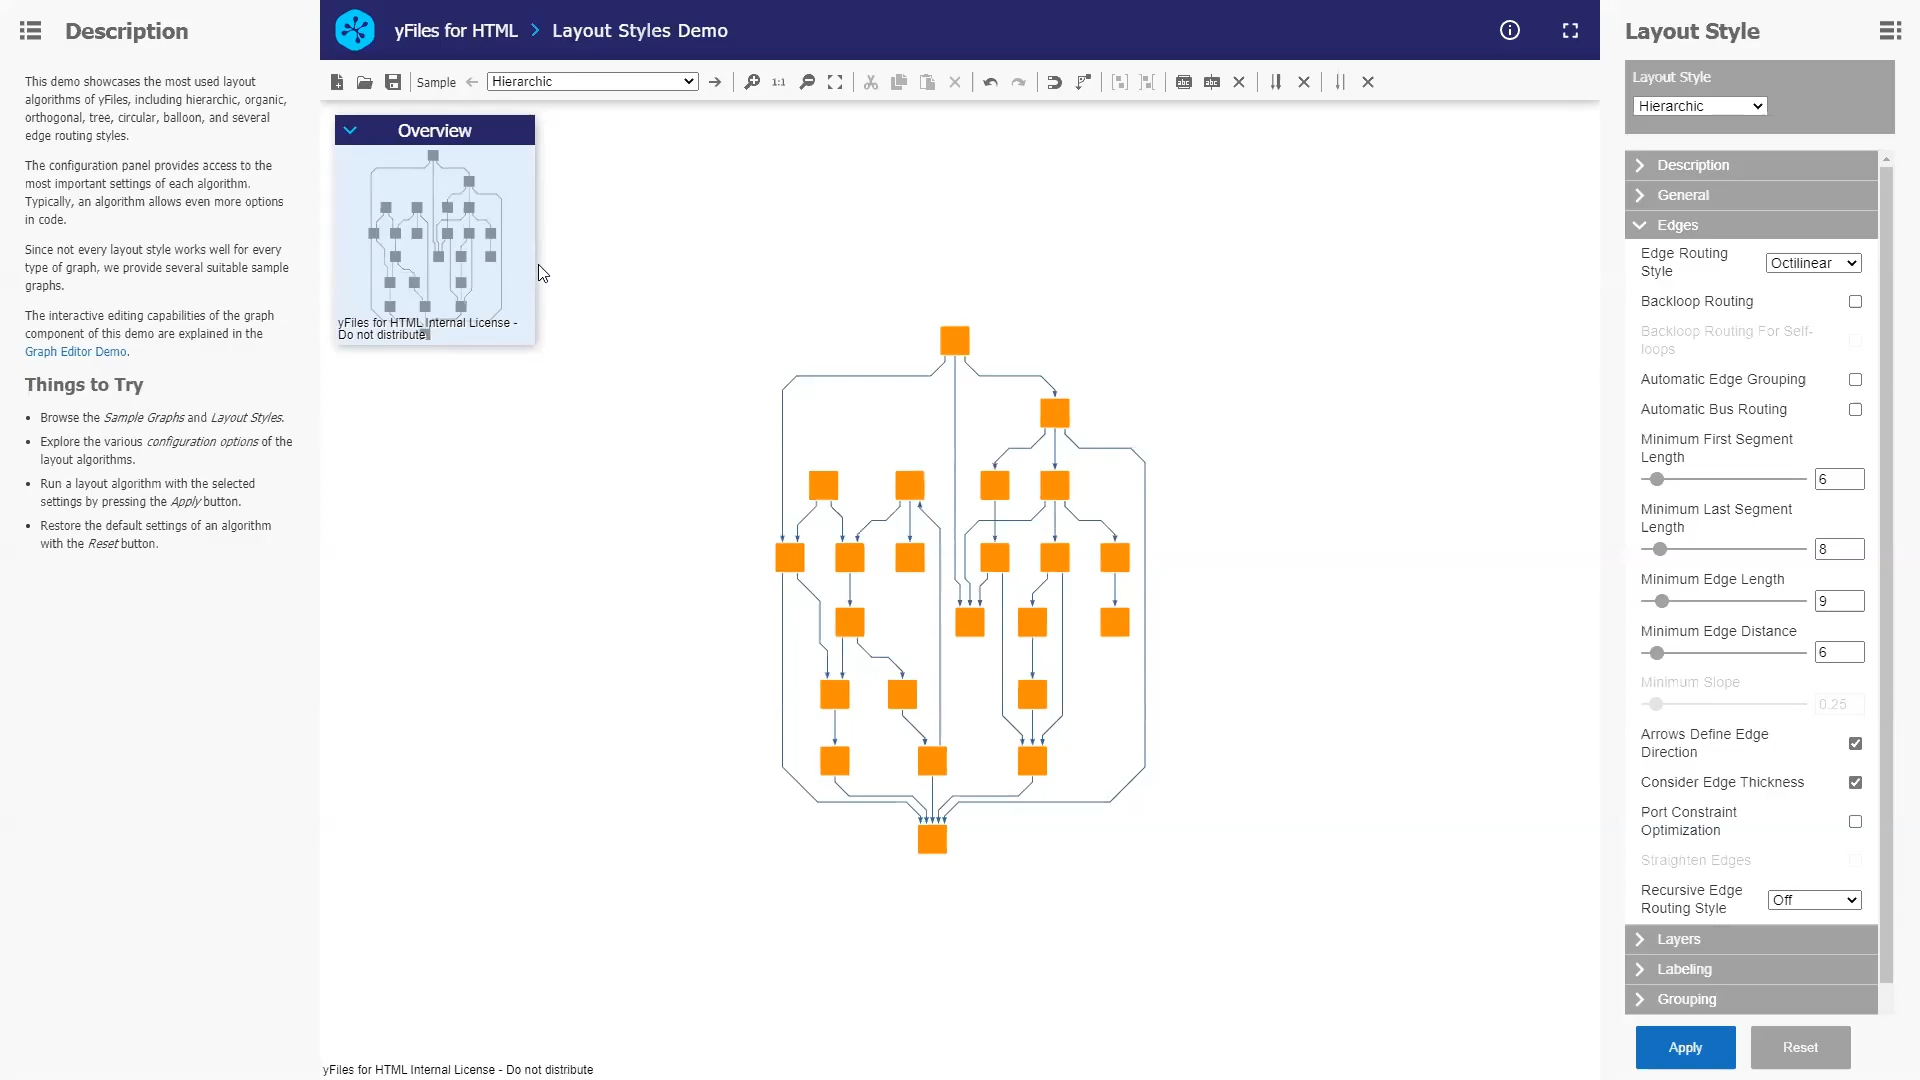 Description
This demo showcases the most used layout
algorithms of yFiles, including hierarchic, organic,
orthogonal, tree, circular, balloon, and several
edge routing styles.
The configuration panel provides access to the
most important settings of each algorithm.
Typically, an algorithm allows even more options
in code.
Since not every layout style works well for every
type of graph, we provide several suitable sample
graphs.
The interactive editing capabilities of the graph
component of this demo are explained in the
Graph Editor Demo.
Things to Try
Browse the Sample Graphs and Layout Styles.
Explore the various configuration options of the
layout algorithms.
Run a layout algorithm with the selected
settings by pressing the Apply button.
Restore the default settings of an algorithm
with the Reset button.
yFiles for HTML > Layout Styles Demo
Sample Hierarchic 1:1
Overview
yFiles for HTML Internal License -
Do not distribute
yFiles for HTML Internal License - Do not distribute
Layout Style
Layout Style
Hierarchic
Description
General
Edges
Edge Routing
Style
Octilinear
Backloop Routing
Backloop Routing For Self-
loops
Automatic Edge Grouping
Automatic Bus Routing
Minimum First Segment
Length
6
Minimum Last Segment
Length
8
Minimum Edge Length
9
Minimum Edge Distance
6
Minimum Slope
0.25
Arrows Define Edge
Direction
Consider Edge Thickness
Port Constraint
Optimization
Straighten Edges
Recursive Edge
Routing Style
Off
Layers
Labeling
Grouping
Apply Reset